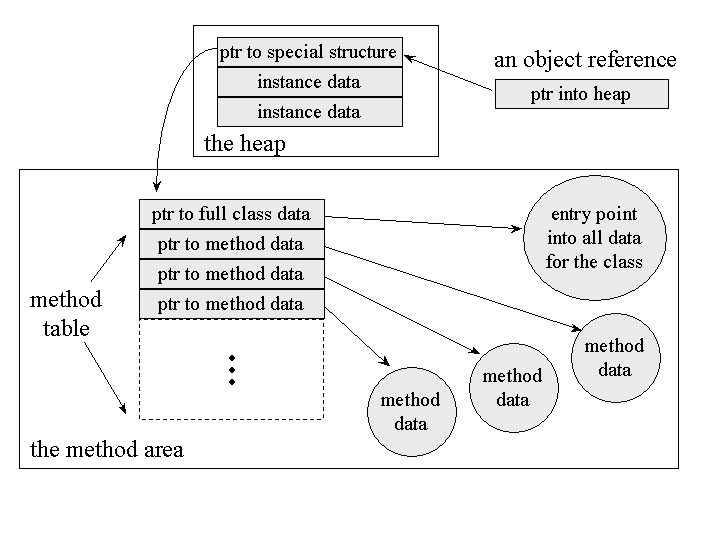 ptr to special structure
instance data
instance data
the heap
an object reference
ptr into heap
ptr to full class data
ptr to method data
ptr to method data
ptr to method data
method
table
entry point
into all data
for the class
method
data
method
data
method
data
the method area